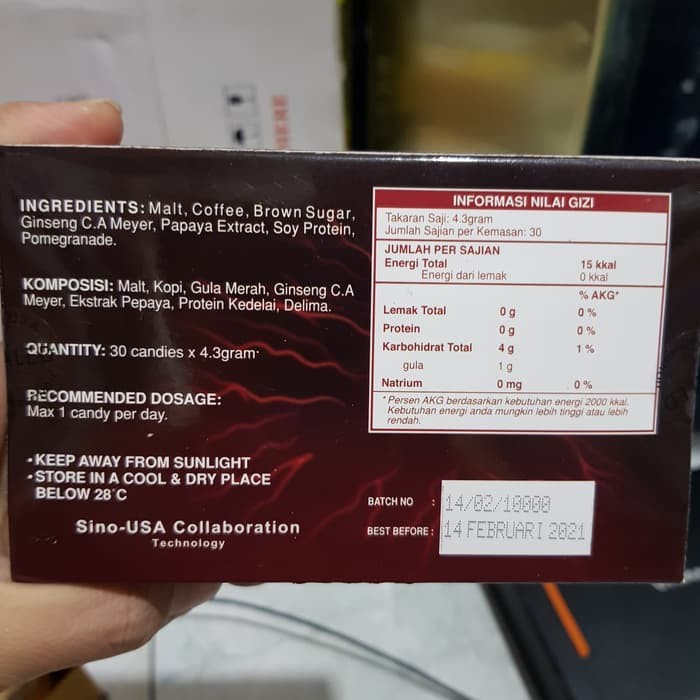 INGREDIENTS: Malt, Coffee, Brown Sugar,
Ginseng C.A Meyer, Papaya Extract, Soy Protein,
Pomegranade.
KOMPOSISI: Malt, Kopi, Gula Merah, Ginseng C.A
Meyer, Ekstrak Pepaya, Protein Kedelai, Delima.
QUANTITY: 30 candies x 4.3gram
RECOMMENDED DOSAGE:
Max 1 candy per day.
•KEEP AWAY FROM SUNLIGHT
•STORE IN A COOL & DRY PLACE
BELOW 28°C
Sino-USA Collaboration
Technology
INFORMASI NILAI GIZI
Takaran Saji: 4.3gram
Jumlah Sajian per Kemasan: 30
JUMLAH PER SAJIAN
Energi Total 15 kkal
Energi dari lemak 0 kkal
% AKG*
Lemak Total 0 g 0 %
Protein 0 g 0 %
Karbohidrat Total 4 g 1 %
gula 1 g
Natrium 0 mg 0 %
* Persen AKG berdasarkan kebutuhan energi 2000 kkal.
Kebutuhan energi anda mungkin lebih tinggi atau lebih
rendah.
BATCH NO : 14/02/10000
BEST BEFORE : 14 FEBRUARI 2021